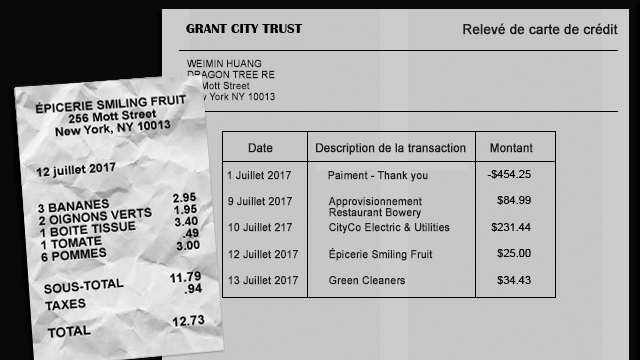 GRANT CITY TRUST
Relevé de carte de crédit
WEIMIN HUANG
DRAGON TREE RE
Mott Street
York NY 10013
ÉPICERIE SMILING FRUIT
256 Mott Street
New York, NY 10013
12 juillet 2017
3 BANANES 2.95
2 OIGNONS VERTS 1.95
1 BOITE TISSUE 3.40
1 TOMATE .49
6 POMMES 3.00
SOUS-TOTAL 11.79
TAXES .94
TOTAL 12.73
Date Description de la transaction Montant
1 Juillet 2017 Paiment - Thank you -$454.25
9 Juillet 2017 Approvisionnement $84.99
Restaurant Bowery
10 Juillet 217 CityCo Electric & Utilities $231.44
12 Juillet 2017 Épicerie Smiling Fruit $25.00
13 Juillet 2017 Green Cleaners $34.43